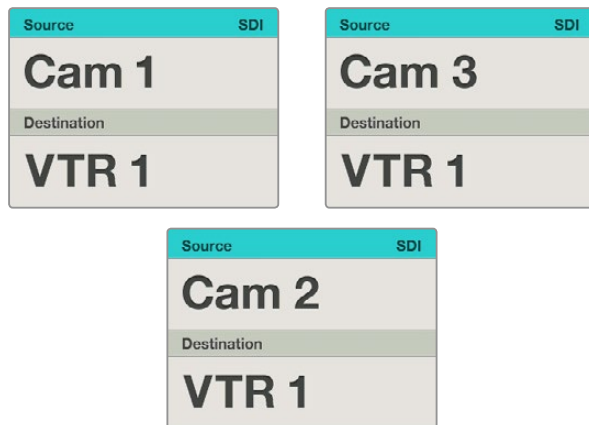 Source SDI
Cam 1
Destination
VTR 1
Source SDI
Cam 3
Destination
VTR 1
Source SDI
Cam 2
Destination
VTR 1